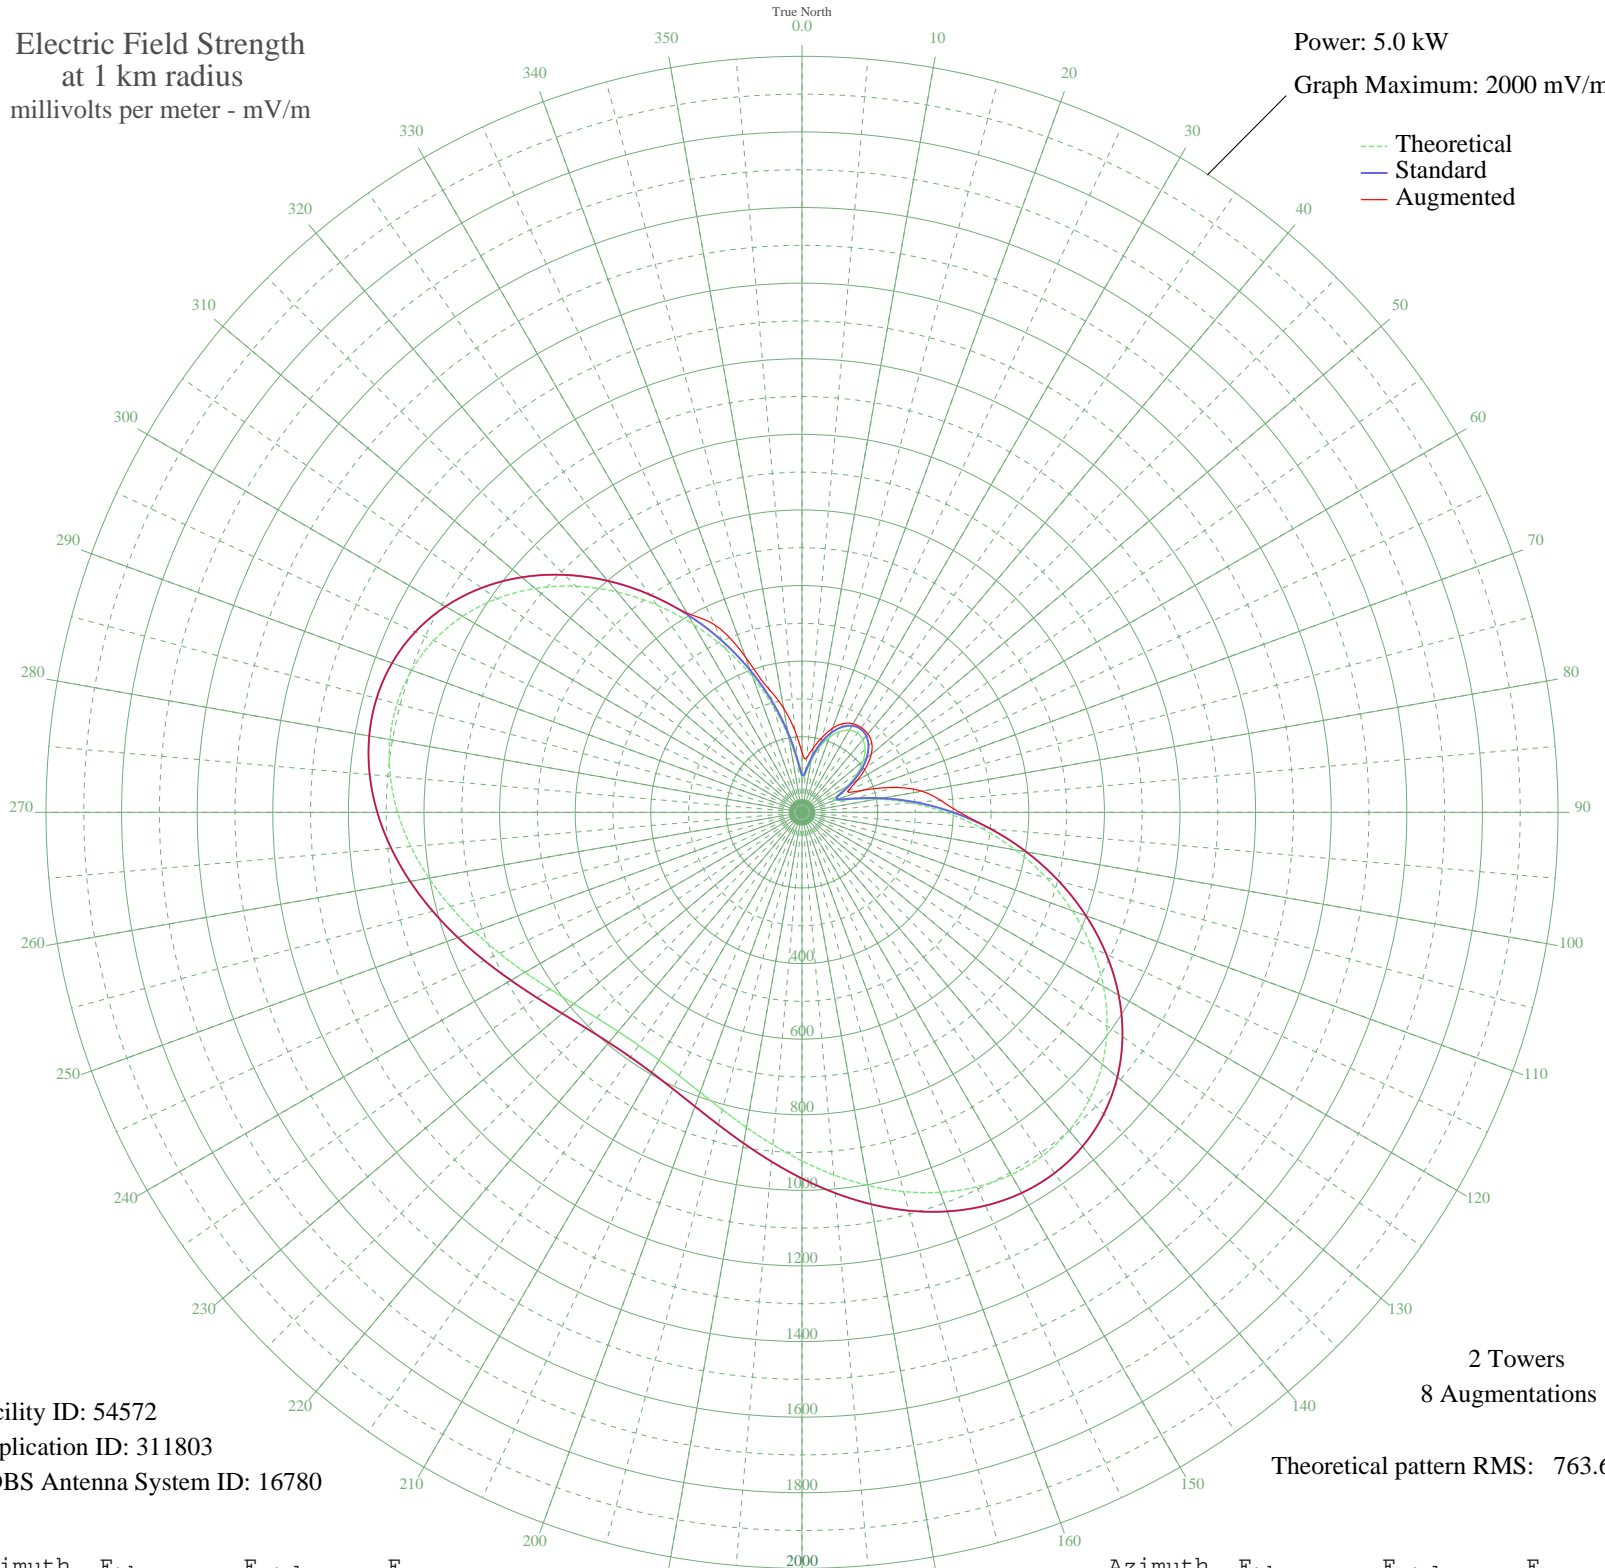 Electric Field Strength
at 1 km radius
millivolts per meter - mV/m
True North
0.0
10
20
30
40
50
60
70
80
90
100
110
120
130
140
150
160
200
210
220
230
240
250
260
270
280
290
300
310
320
330
340
350
Power: 5.0 kW
Graph Maximum: 2000 mV/m
Theoretical
Standard
Augmented
400
600
800
1000
1200
1400
1600
1800
2000
2 Towers
8 Augmentations
Theoretical pattern RMS: 763.6
cility ID: 54572
plication ID: 311803
DBS Antenna System ID: 16780